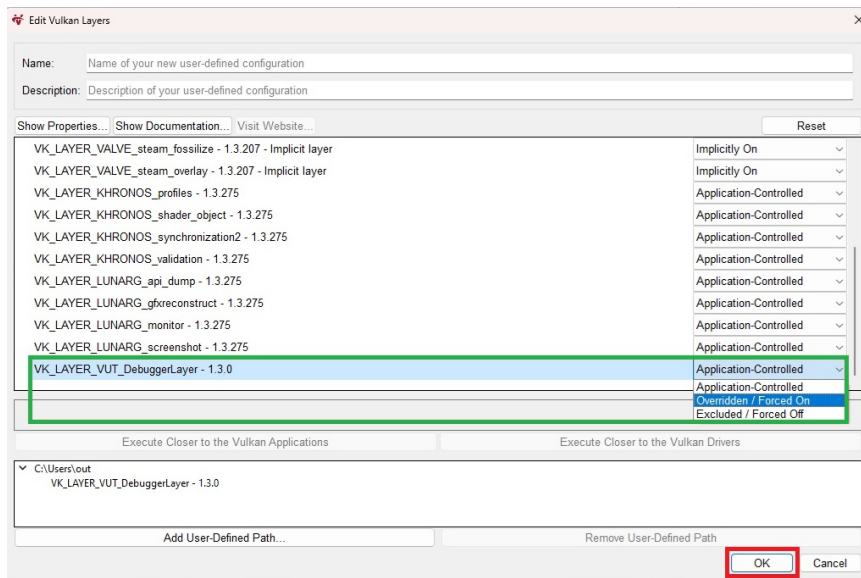 Edit Vulkan Layers
Name: Name of your new user-defined configuration
Description: Description of your user-defined configuration
Show Properties... Show Documentation... Visit Website... Reset
VK_LAYER_VALVE_steam_fossilize - 1.3.207 - Implicit layer Implicitly On
VK_LAYER_VALVE_steam_overlay - 1.3.207 - Implicit layer Implicitly On
VK_LAYER_KHRONOS_profiles - 1.3.275 Application-Controlled
VK_LAYER_KHRONOS_shader_object - 1.3.275 Application-Controlled
VK_LAYER_KHRONOS_synchronization2 - 1.3.275 Application-Controlled
VK_LAYER_KHRONOS_validation - 1.3.275 Application-Controlled
VK_LAYER_LUNARG_api_dump - 1.3.275 Application-Controlled
VK_LAYER_LUNARG_gfxreconstruct - 1.3.275 Application-Controlled
VK_LAYER_LUNARG_monitor - 1.3.275 Application-Controlled
VK_LAYER_LUNARG_screenshot - 1.3.275 Application-Controlled
VK_LAYER_VUT_DebuggerLayer - 1.3.0 Application-Controlled
Application-Controlled
Overridden / Forced On
Excluded / Forced Off
Execute Closer to the Vulkan Applications Execute Closer to the Vulkan Drivers
C:\Users\out
VK_LAYER_VUT_DebuggerLayer - 1.3.0
Add User-Defined Path... Remove User-Defined Path
OK Cancel